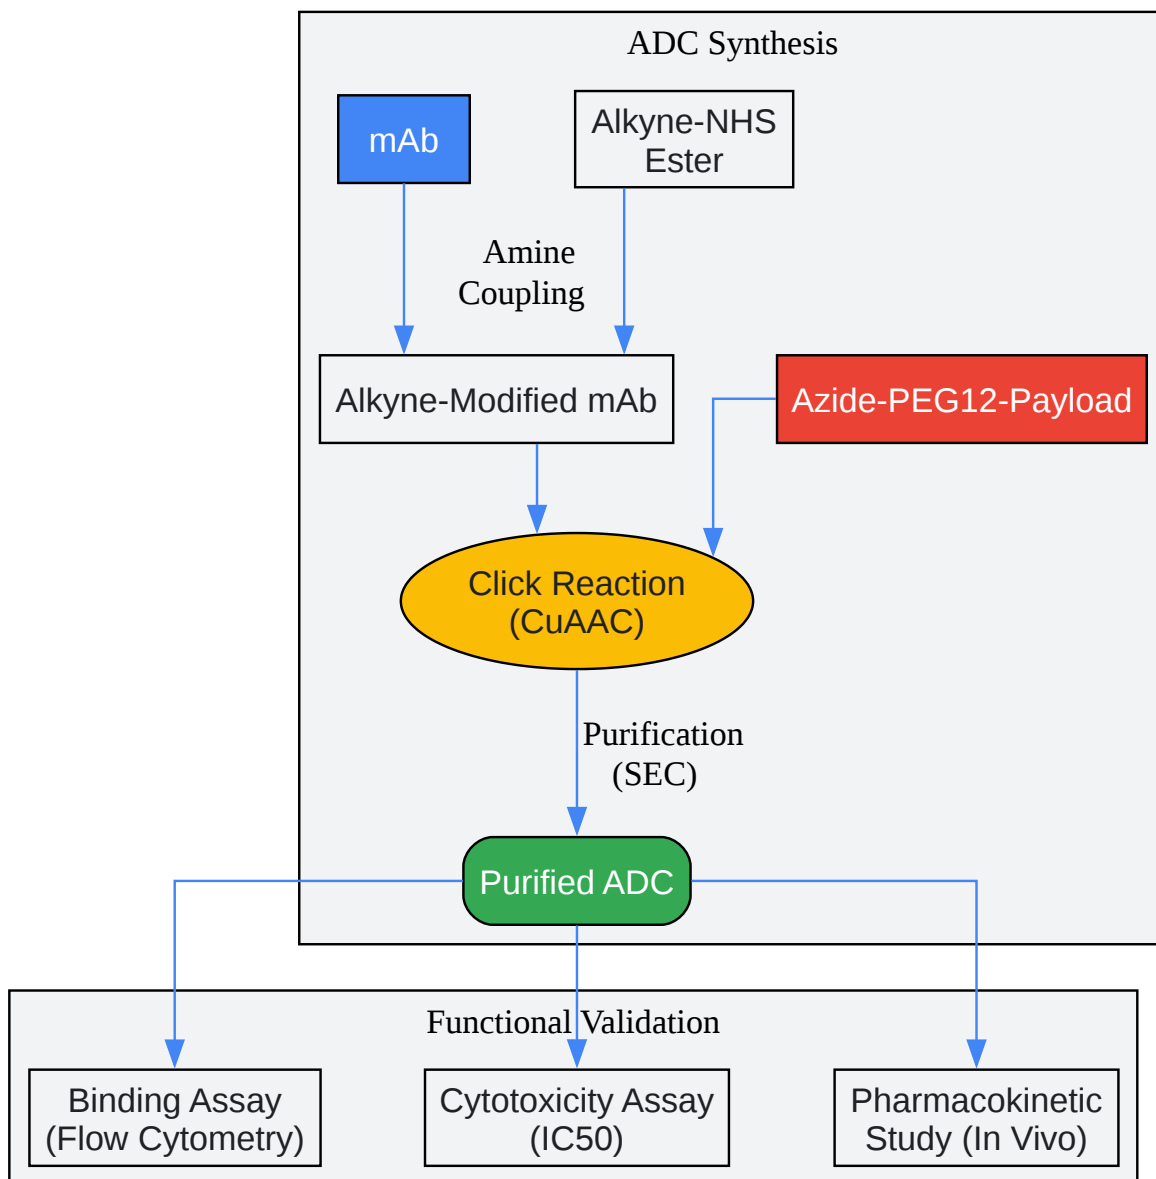 ADC Synthesis
mAb
Alkyne-NHS
Ester
Amine
Coupling
Alkyne-Modified mAb
Azide-PEG12-Payload
Click Reaction
(CuAAC)
Purification
(SEC)
Purified ADC
Functional Validation
Binding Assay
(Flow Cytometry)
Cytotoxicity Assay
(IC50)
Pharmacokinetic
Study (In Vivo)